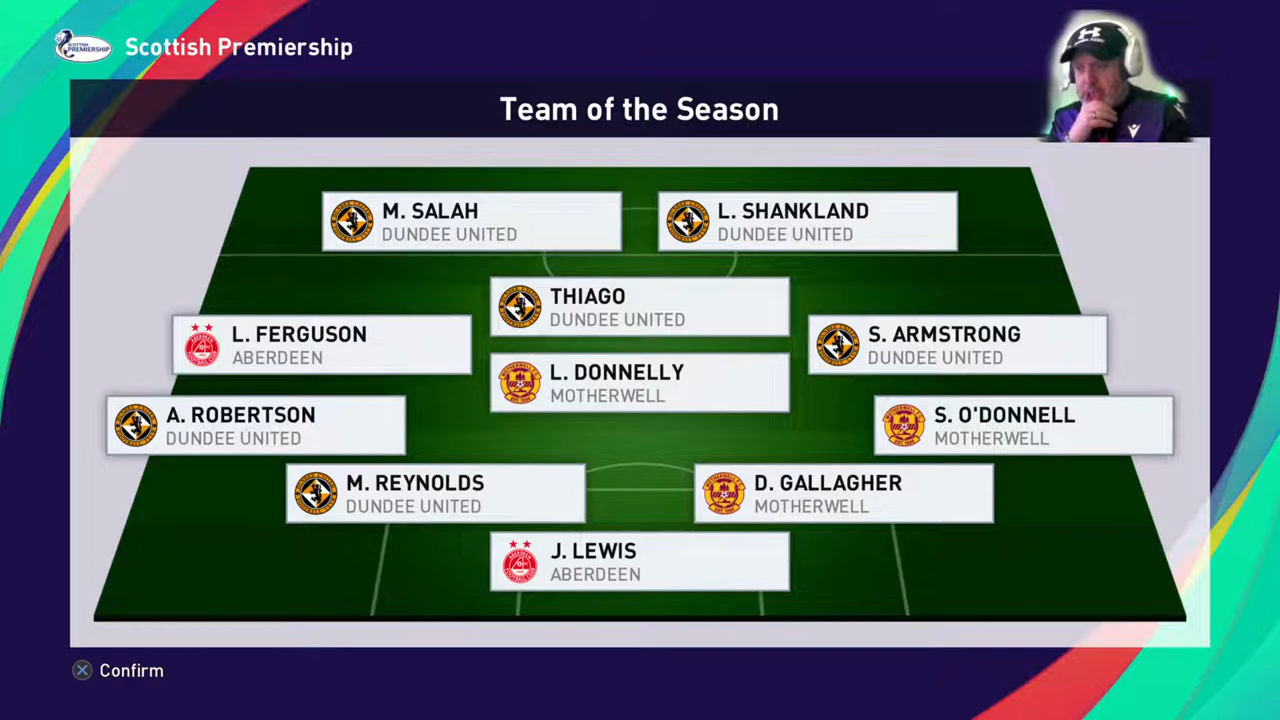 Scottish Premiership
Team of the Season
M. SALAH
DUNDEE UNITED
L. SHANKLAND
DUNDEE UNITED
THIAGO
DUNDEE UNITED
L. FERGUSON
ABERDEEN
S. ARMSTRONG
DUNDEE UNITED
L. DONNELLY
MOTHERWELL
A. ROBERTSON
DUNDEE UNITED
S. O'DONNELL
MOTHERWELL
M. REYNOLDS
DUNDEE UNITED
D. GALLAGHER
MOTHERWELL
J. LEWIS
ABERDEEN
Confirm